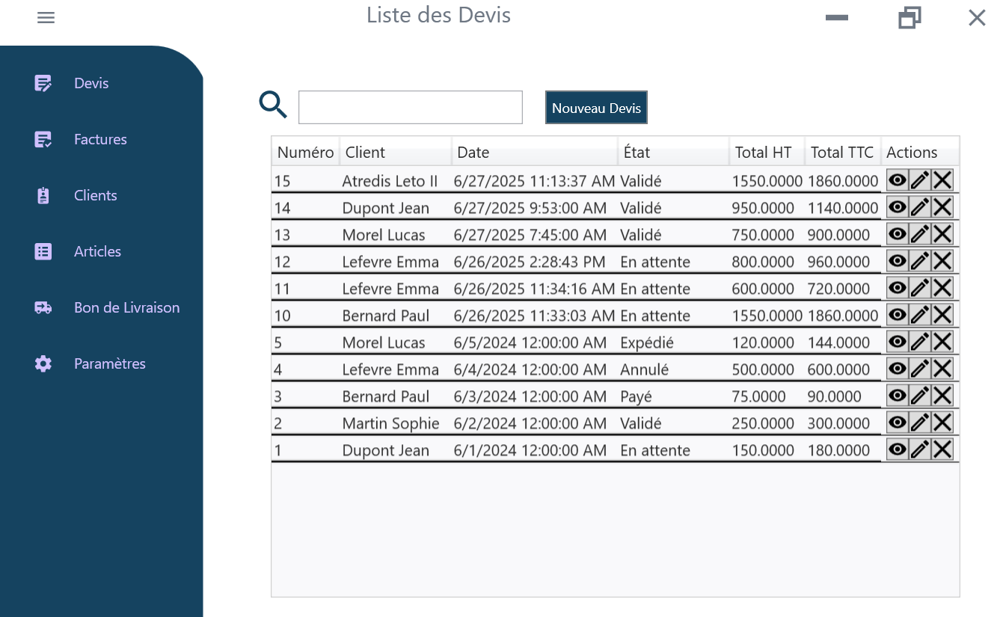 Liste des Devis
Devis
Factures
Clients
Articles
Bon de Livraison
Paramètres
Nouveau Devis
Numéro Client Date État Total HT Total TTC Actions
15 Atredis Leto II 6/27/2025 11:13:37 AM Validé 1550.0000 1860.0000
14 Dupont Jean 6/27/2025 9:53:00 AM Validé 950.0000 1140.0000
13 Morel Lucas 6/27/2025 7:45:00 AM Validé 750.0000 900.0000
12 Lefevre Emma 6/26/2025 2:28:43 PM En attente 800.0000 960.0000
11 Lefevre Emma 6/26/2025 11:34:16 AM En attente 600.0000 720.0000
10 Bernard Paul 6/26/2025 11:33:03 AM En attente 1550.0000 1860.0000
5 Morel Lucas 6/5/2024 12:00:00 AM Expédié 120.0000 144.0000
4 Lefevre Emma 6/4/2024 12:00:00 AM Annulé 500.0000 600.0000
3 Bernard Paul 6/3/2024 12:00:00 AM Payé 75.0000 90.0000
2 Martin Sophie 6/2/2024 12:00:00 AM Validé 250.0000 300.0000
1 Dupont Jean 6/1/2024 12:00:00 AM En attente 150.0000 180.0000